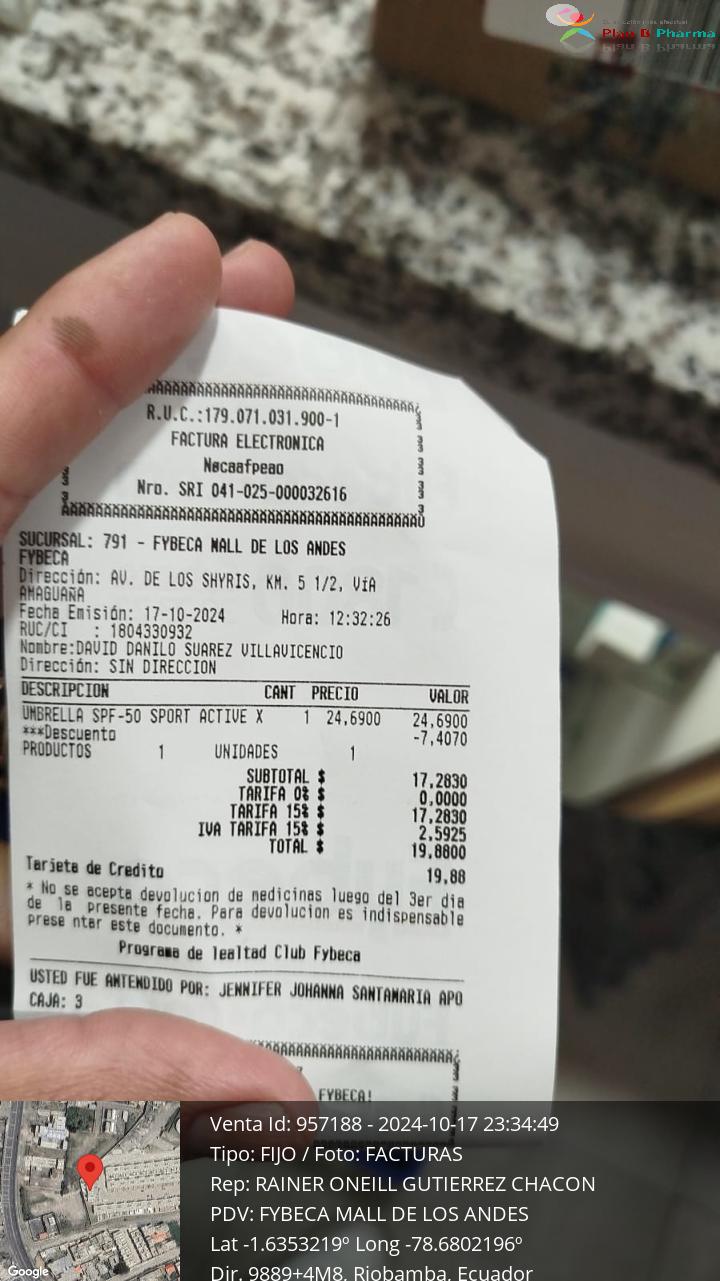 Plan B Pharma
AAAAAAAAAAAAAAAAAAAAAAAAAAAAAAAAAA¿
R.U.C.:179.071.031.900-1
FACTURA ELECTRONICA
Nro. SRI 041-025-000032616
SUCURSAL: 791 - FYBECA MALL DE LOS ANDES
FYBECA
Dirección: AV. DE LOS SHYRIS, KM. 5 1/2, VíA
AMAGUAÑA
Fecha Emisión: 17-10-2024 Hora: 12:32:26
RUC/CI : 1804330932
Nombre:DAVID DANILO SUAREZ VILLAVICENCIO
Dirección: SIN DIRECCION
DESCRIPCION CANT PRECIO VALOR
UMBRELLA SPF-50 SPORT ACTIVE X 1 24,6900 24,6900
***Descuento -7,4070
PRODUCTOS 1 UNIDADES 1
SUBTOTAL $ 17,2830
TARIFA 0% $ 0,0000
TARIFA 15% $ 17,2830
IVA TARIFA 15% $ 2,5925
TOTAL $ 19,8800
Tarjeta de Credito 19,88
* No se acepta devolucion de medicinas luego del 3er dia
de la presente fecha. Para devolucion es indispensable
prese ntar este documento. *
Programa de lealtad Club Fybeca
USTED FUE ANTENDIDO POR: JENNIFER JOHANNA SANTAMARIA APO
CAJA: 3
FYBECA!
Venta Id: 957188 - 2024-10-17 23:34:49
Tipo: FIJO / Foto: FACTURAS
Rep: RAINER ONEILL GUTIERREZ CHACON
PDV: FYBECA MALL DE LOS ANDES
Lat -1.6353219º Long -78.6802196º
Dir. 9889+4M8, Riobamba, Ecuador
Google